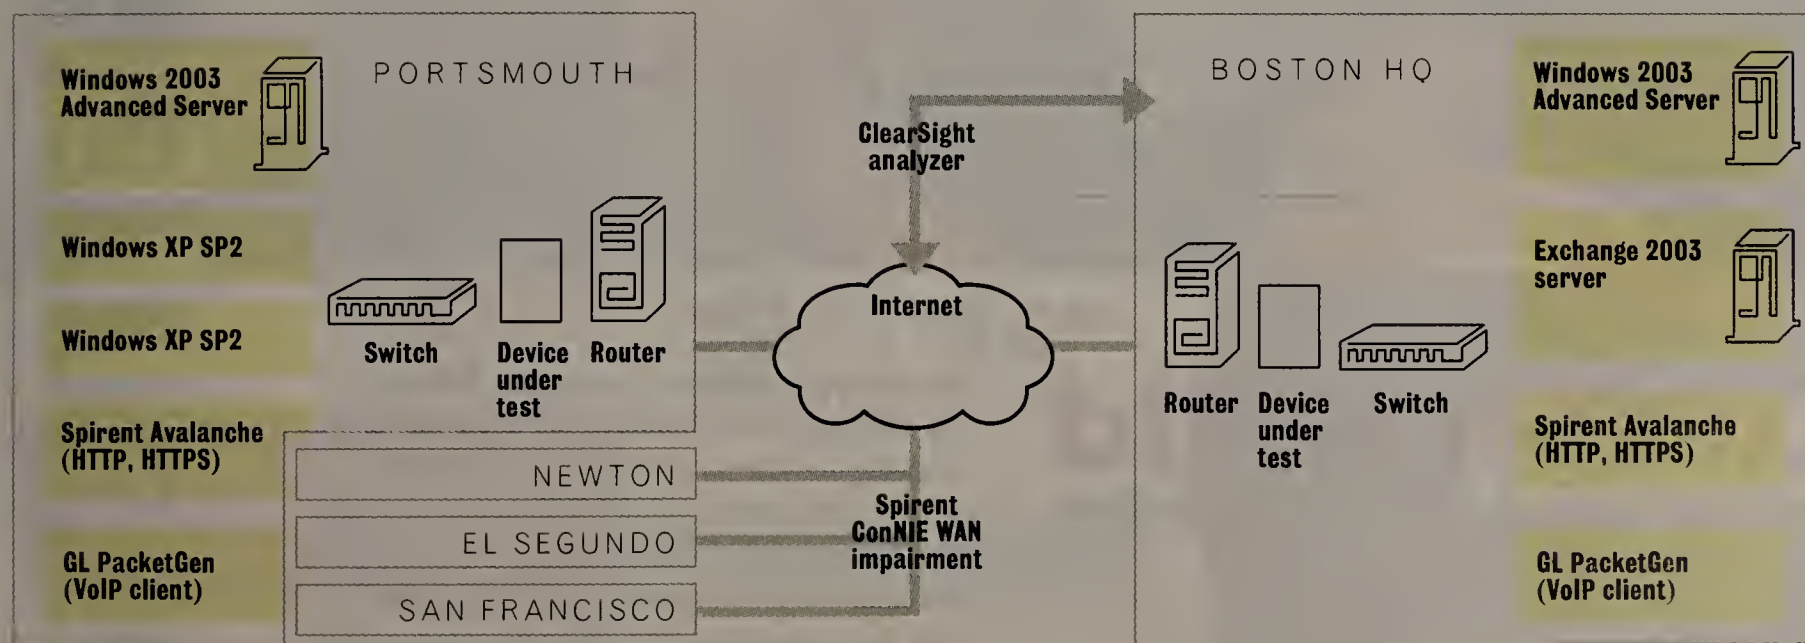 PORTSMOUTH
Windows 2003
Advanced Server
Windows XP SP2
Windows XP SP2
Spirent Avalanche
(HTTP, HTTPS)
GL PacketGen
(VoIP client)
Switch
Device
under
test
Router
NEWTON
EL SEGUNDO
SAN FRANCISCO
ClearSight
analyzer
Internet
Spirent
ConNIE WAN
impairment
BOSTON HQ
Router
Device
under
test
Switch
Windows 2003
Advanced Server
Exchange 2003
server
Spirent Avalanche
(HTTP, HTTPS)
GL PacketGen
(VoIP client)